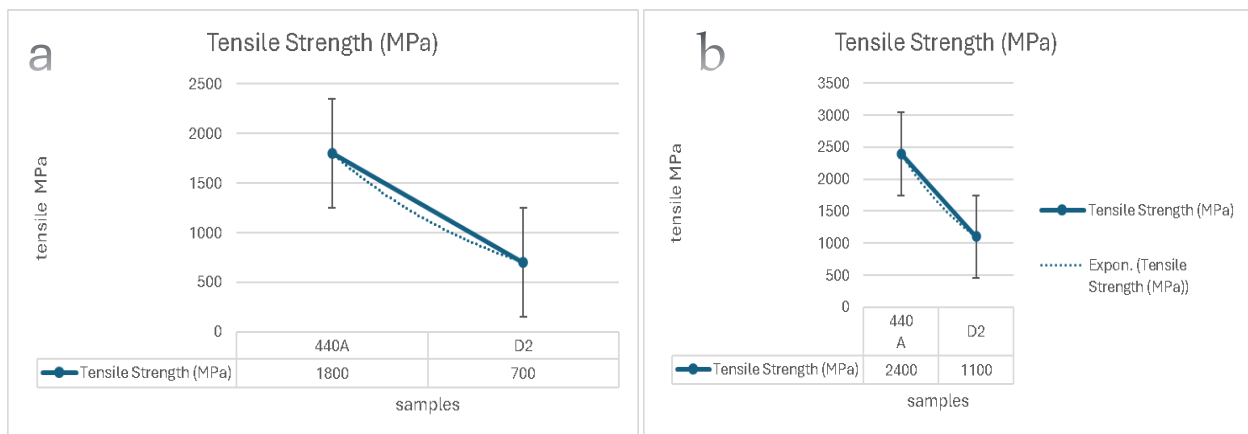 a
Tensile Strength (MPa)
2500
2000
1500
1000
500
0
tensile MPa
440A D2
Tensile Strength (MPa) 1800 700
samples
b
Tensile Strength (MPa)
3500
3000
2500
2000
1500
1000
500
0
tensile MPa
440
A
D2
Tensile Strength (MPa) 2400 1100
samples
Tensile Strength (MPa)
Expon. (Tensile
Strength (MPa))